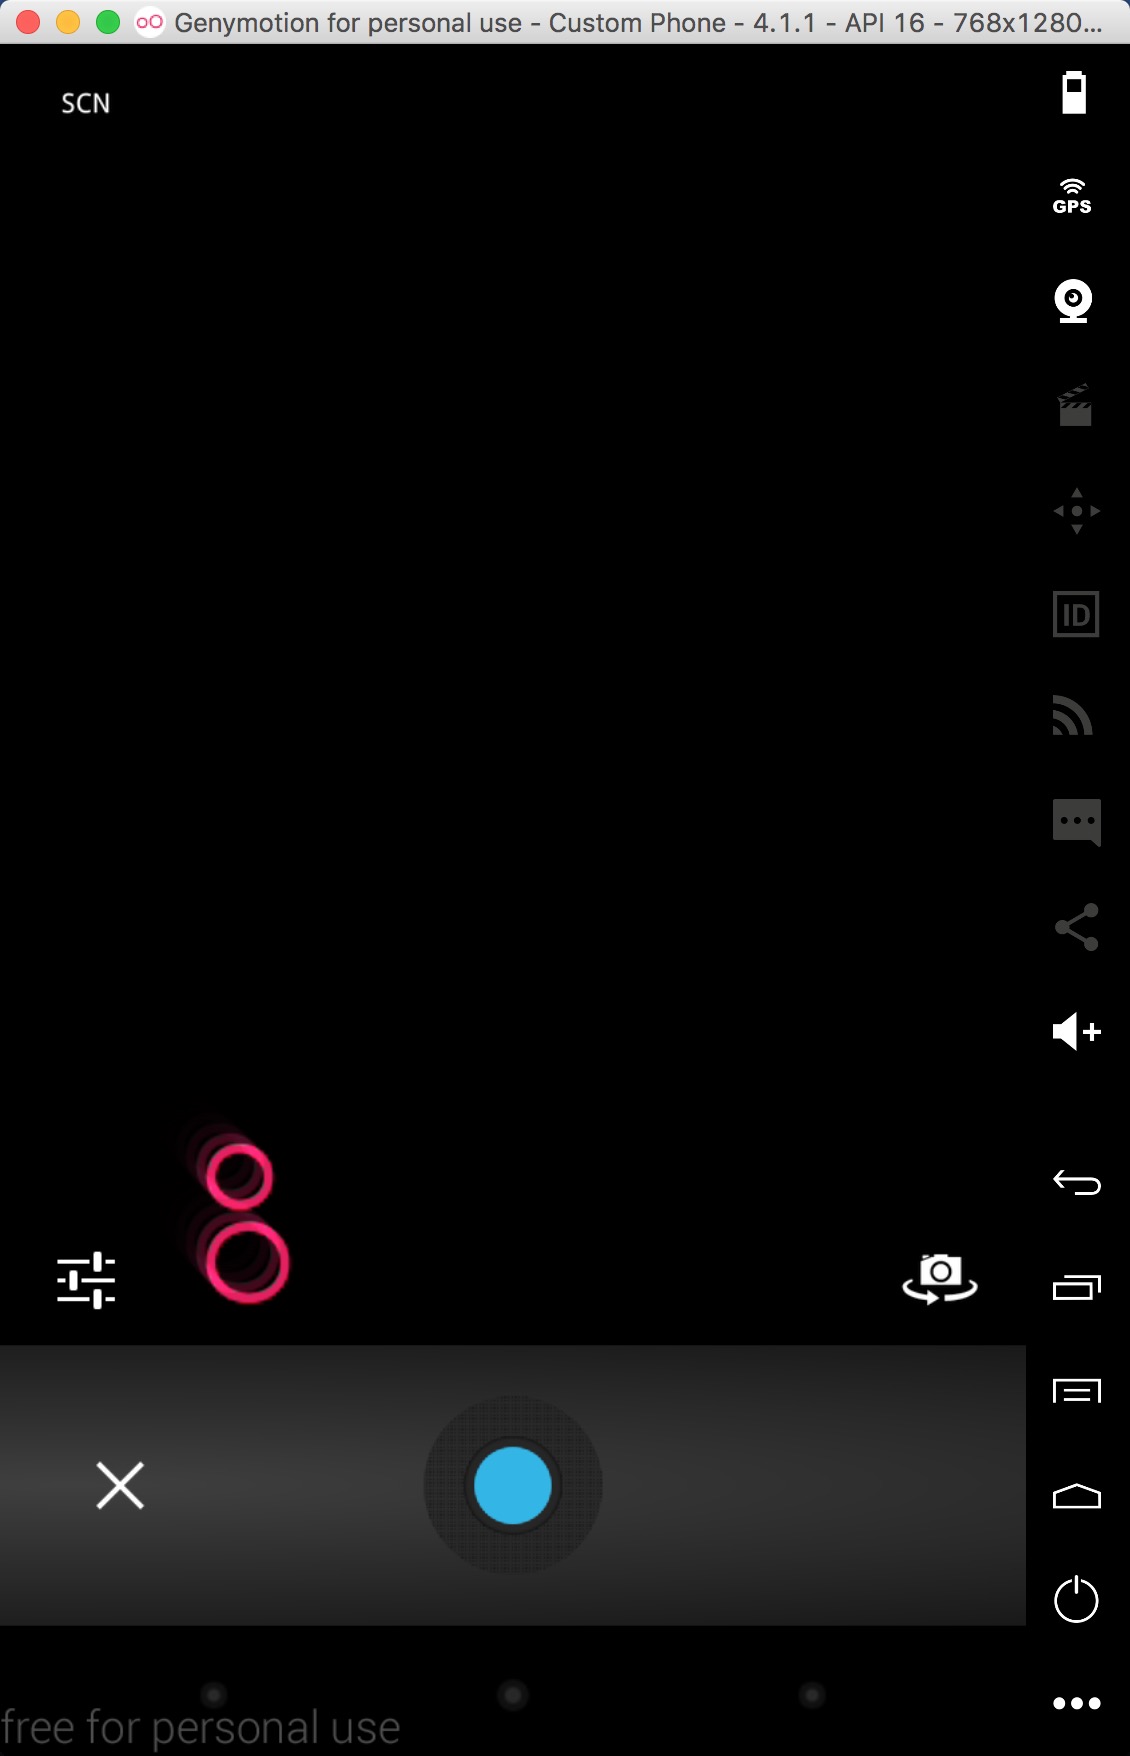 Genymotion for personal use - Custom Phone - 4.1.1 - API 16 - 768x1280...
SCN
GPS
ID
free for personal use